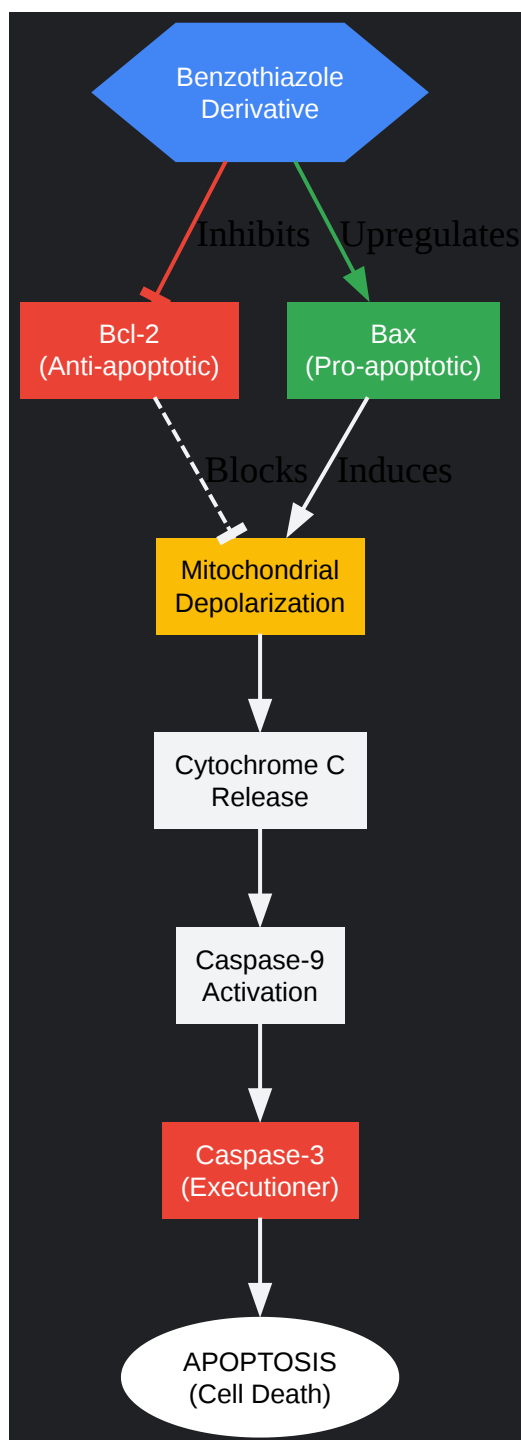 Benzothiazole
Derivative
Inhibits
Upregulates
Bcl-2
(Anti-apoptotic)
Bax
(Pro-apoptotic)
Blocks
Induces
Mitochondrial
Depolarization
Cytochrome C
Release
Caspase-9
Activation
Caspase-3
(Executioner)
APOPTOSIS
(Cell Death)